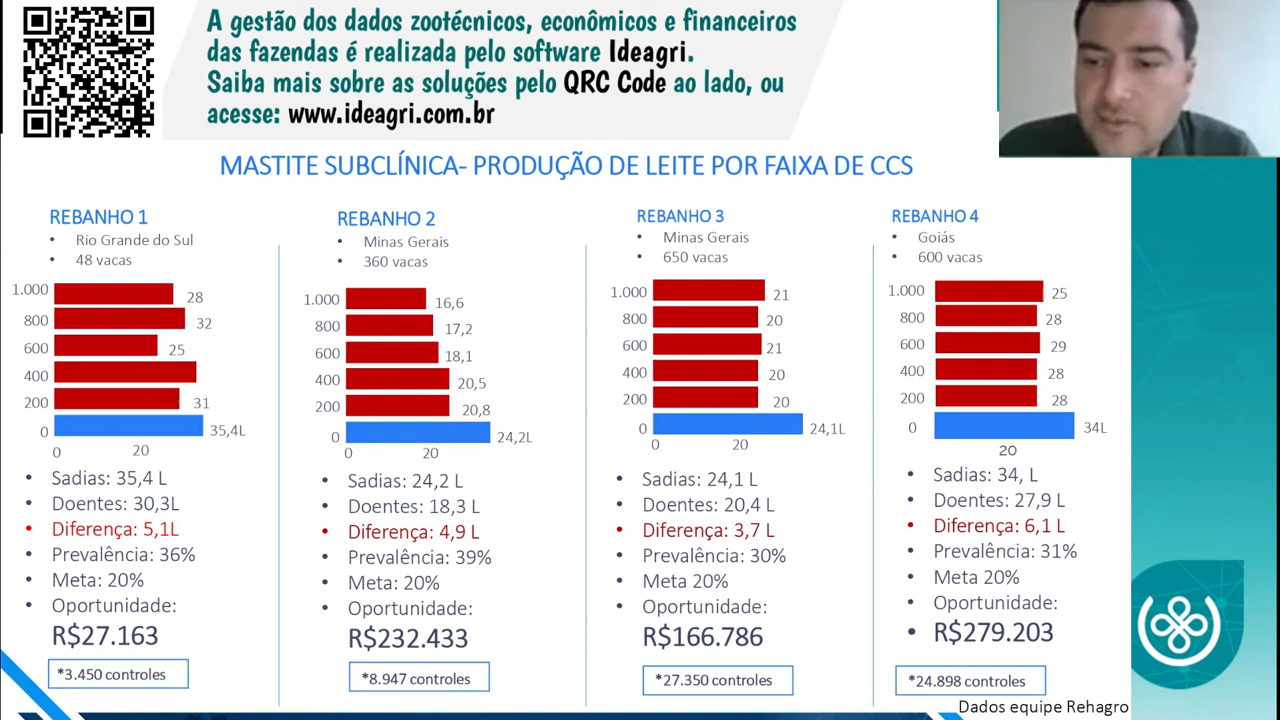 A gestão dos dados zootécnicos, econômicos e financeiros
das fazendas é realizada pelo software Ideagri.
Saiba mais sobre as soluções pelo QRC Code ao lado, ou
acesse: www.ideagri.com.br
MASTITE SUBCLÍNICA- PRODUÇÃO DE LEITE POR FAIXA DE CCS
REBANHO 1
• Rio Grande do Sul
• 48 vacas
1.000 28
800 32
600 25
400
200 31
0 35,4L
0 20
• Sadias: 35,4 L
• Doentes: 30,3L
• Diferença: 5,1L
• Prevalência: 36%
• Meta: 20%
• Oportunidade:
R$27.163
*3.450 controles
REBANHO 2
• Minas Gerais
• 360 vacas
1.000 16,6
800 17,2
600 18,1
400 20,5
200 20,8
0 24,2L
0 20
• Sadias: 24,2 L
• Doentes: 18,3 L
• Diferença: 4,9 L
• Prevalência: 39%
• Meta: 20%
• Oportunidade:
R$232.433
*8.947 controles
REBANHO 3
• Minas Gerais
• 650 vacas
1.000 21
800 20
600 21
400 20
200 20
0 24,1L
0 20
• Sadias: 24,1 L
• Doentes: 20,4 L
• Diferença: 3,7 L
• Prevalência: 30%
• Meta 20%
• Oportunidade:
R$166.786
*27.350 controles
REBANHO 4
• Goiás
• 600 vacas
1.000 25
800 28
600 29
400 28
200 28
0 34L
20
• Sadias: 34, L
• Doentes: 27,9 L
• Diferença: 6,1 L
• Prevalência: 31%
• Meta 20%
• Oportunidade:
• R$279.203
*24.898 controles
Dados equipe Rehagro